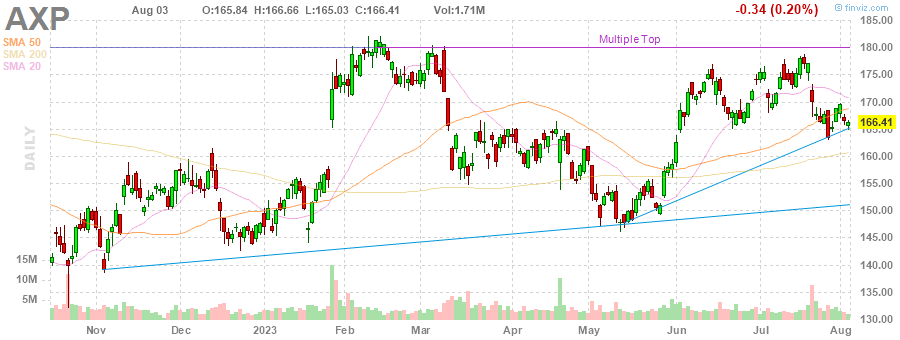 AXP
Aug 03 O:165.84 H:166.66 L:165.03 C:166.41 Vol:1.71M -0.34 (0.20%)
© finviz.com
SMA 50
SMA 200
SMA 20
Multiple Top
DAILY
185.00
180.00
175.00
170.00
166.41
165.00
160.00
155.00
150.00
145.00
140.00
135.00
130.00
15M
10M
5M
Nov Dec 2023 Feb Mar Apr May Jun Jul Aug